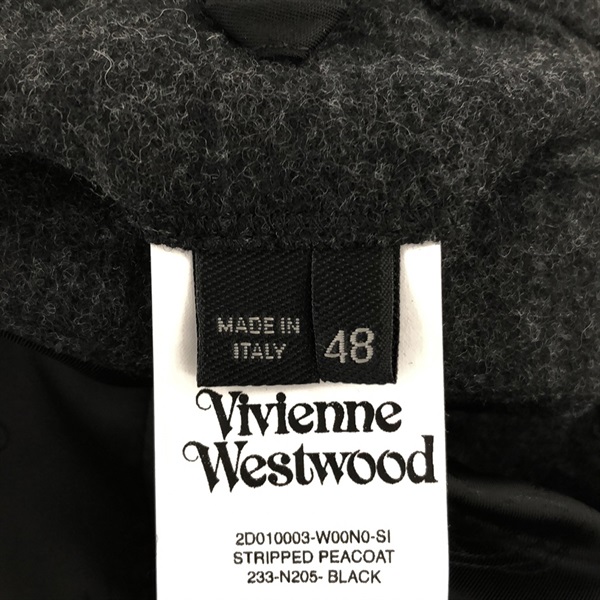 MADE IN
ITALY
48
Vivienne
Westwood
2D010003-W00N0-SI
STRIPPED PEACOAT
233-N205- BLACK